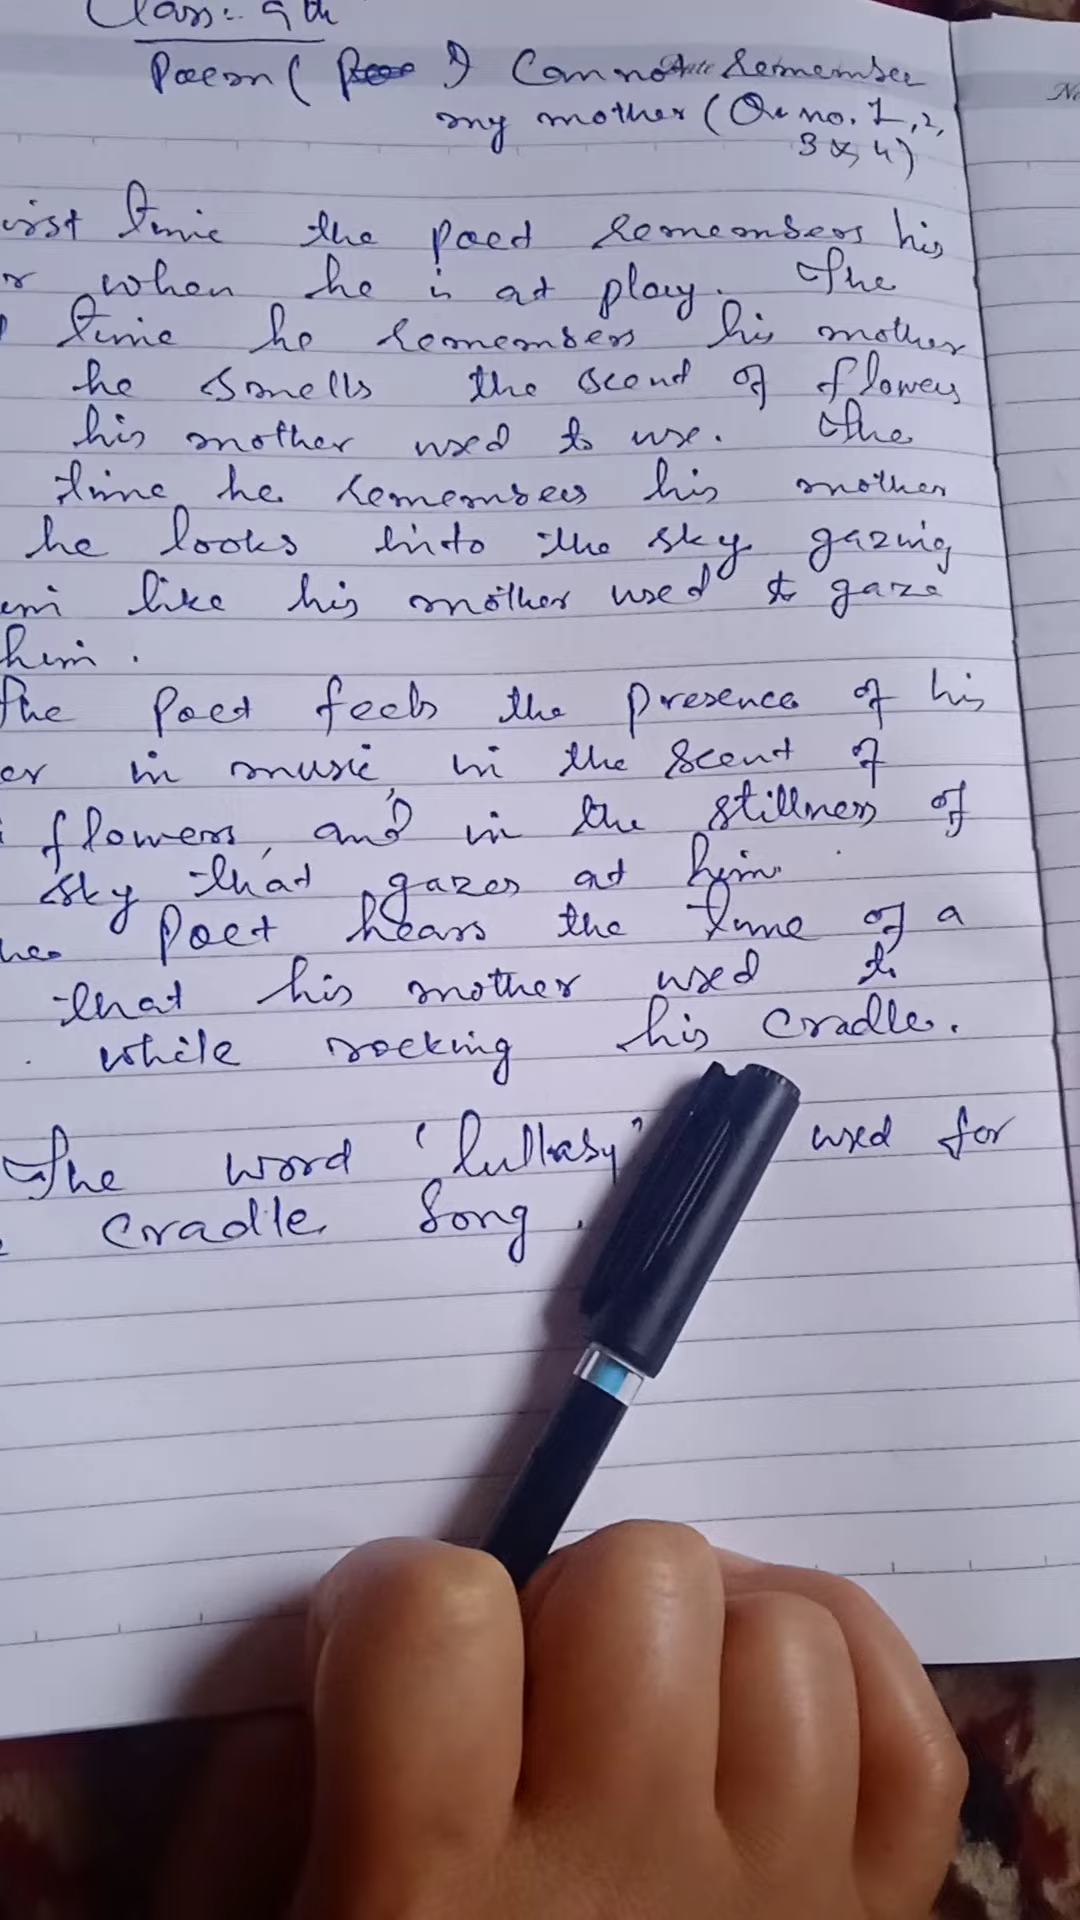 Class:- 9th
Poem ( I Cannot Remember
my mother (Qu no. 1, 2,
3 & 4)
irst time the poet remembers his
r when he is at play. The
time he remembers his mother
he smells the scent of flowers
his mother used to use. The
time he remembers his mother
he looks into the sky gazing
like his mother used to gaze
him.
The Poet feels the presence of his
er in music, in the scent of
flowers, and in the stillness of
sky that gazes at him.
Poet hears the tune of a
that his mother used to
while rocking his cradle.
The word 'lullaby' used for
cradle Song.